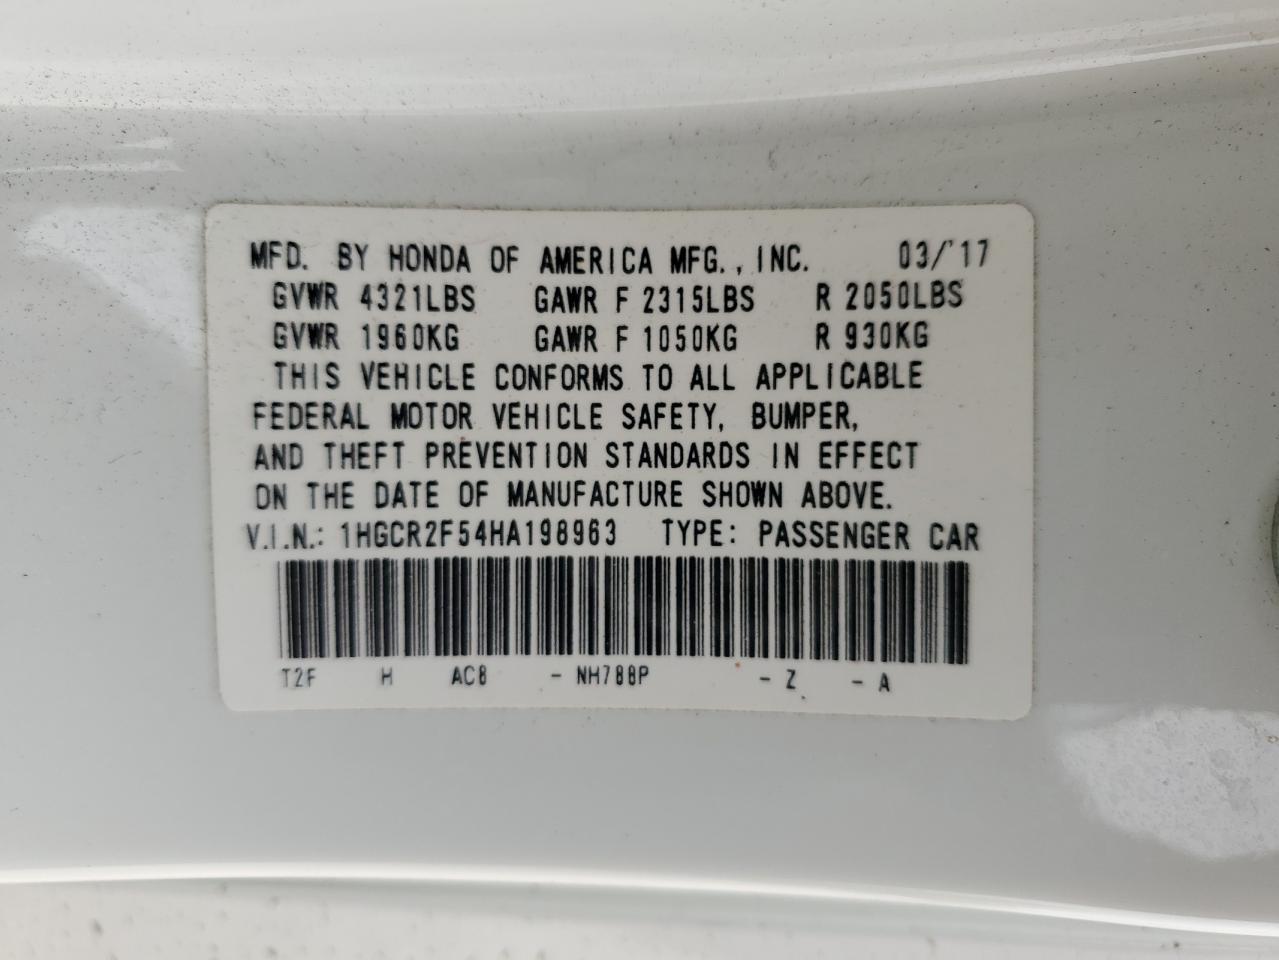 MFD. BY HONDA OF AMERICA MFG., INC. 03/'17
GVWR 4321LBS GAWR F 2315LBS R 2050LBS
GVWR 1960KG GAWR F 1050KG R 930KG
THIS VEHICLE CONFORMS TO ALL APPLICABLE
FEDERAL MOTOR VEHICLE SAFETY, BUMPER,
AND THEFT PREVENTION STANDARDS IN EFFECT
ON THE DATE OF MANUFACTURE SHOWN ABOVE.
V.I.N.: 1HGCR2F54HA198963 TYPE: PASSENGER CAR
T2F H AC8 - NH788P - Z - A